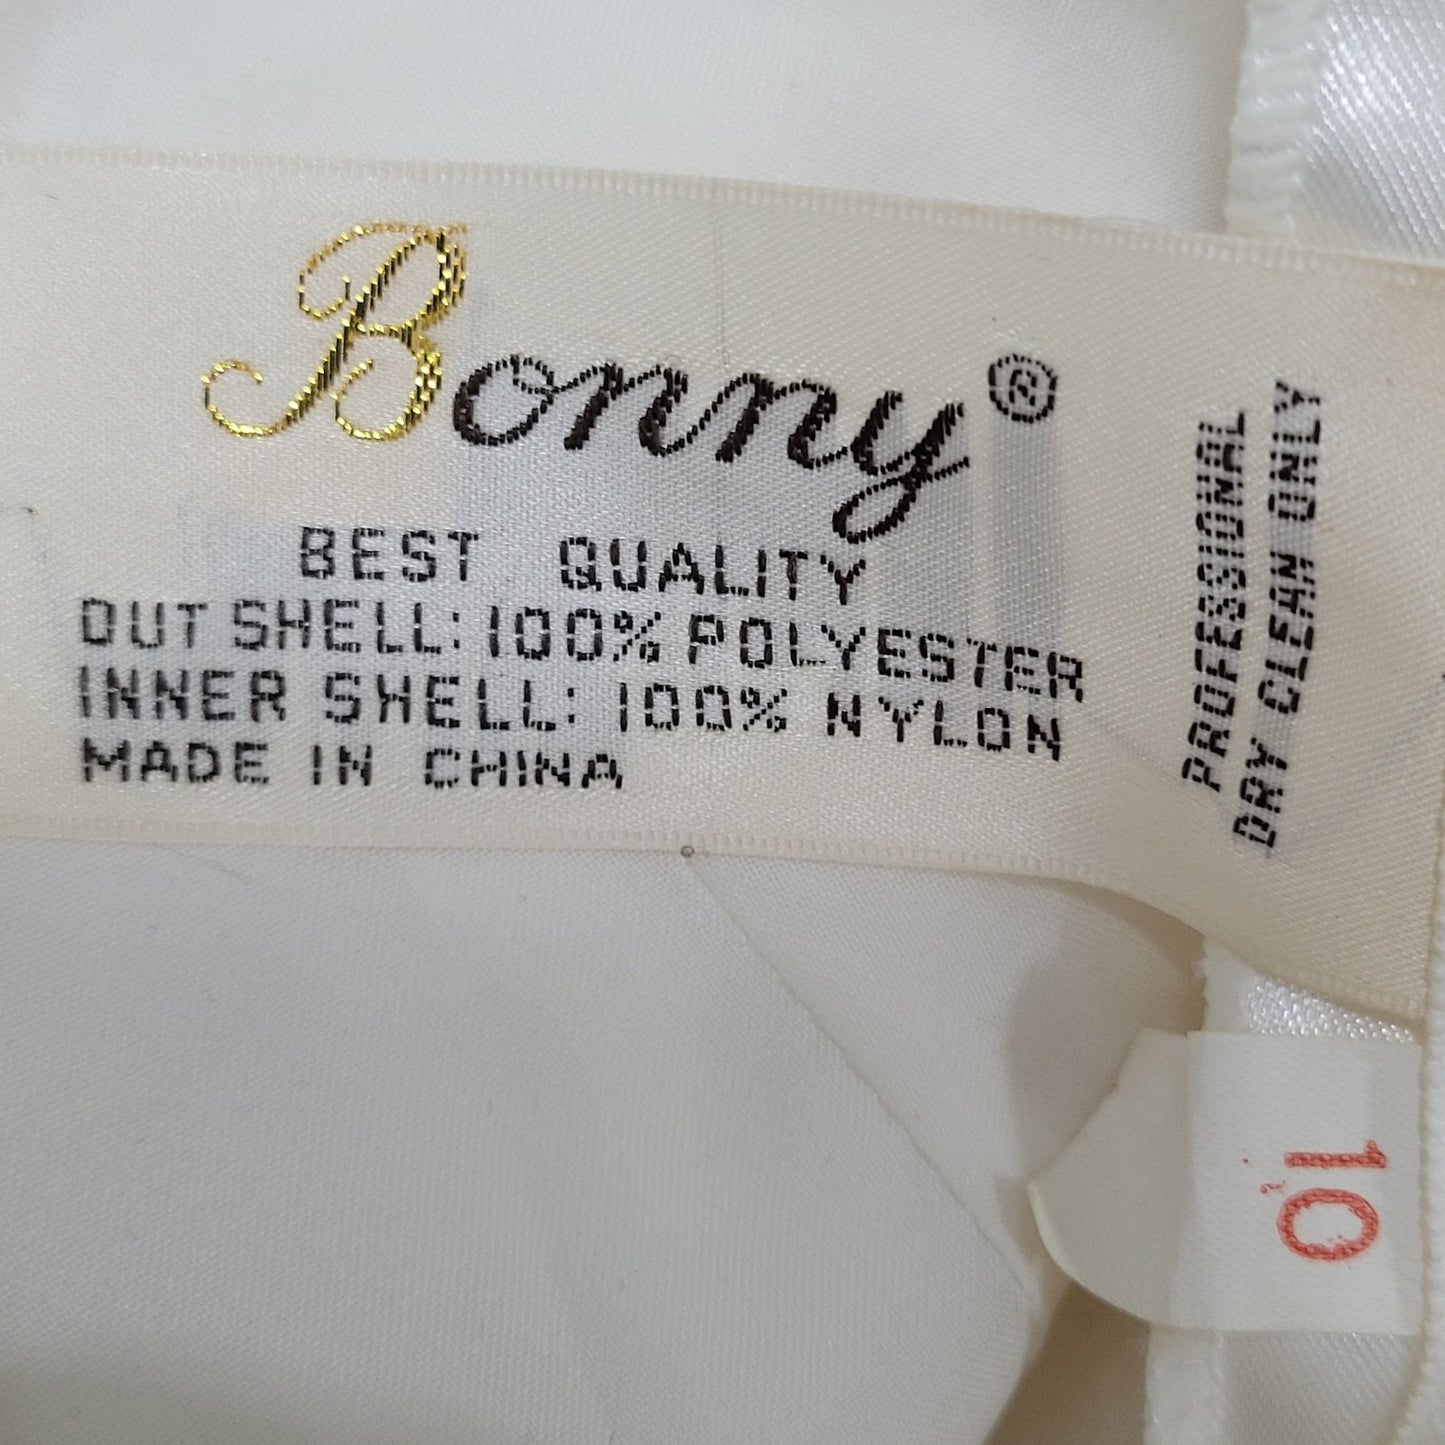 Bonny®
BEST QUALITY
OUT SHELL: 100% POLYESTER
INNER SHELL: 100% NYLON
MADE IN CHINA
PROFESSIONAL
DRY CLEAN ONLY
10